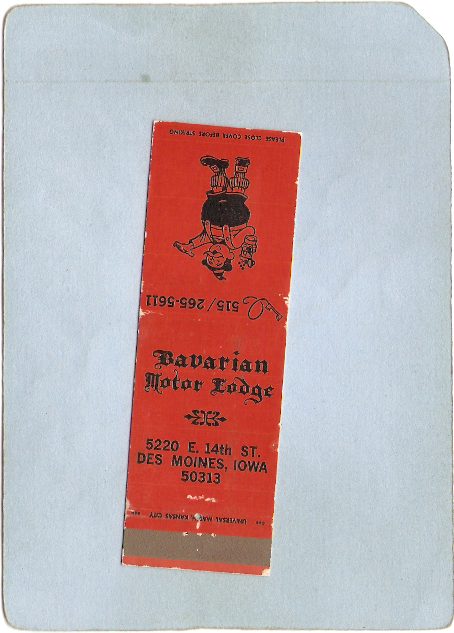 PLEASE CLOSE COVER BEFORE STRIKING
515/265-5611
Bavarian
Motor Lodge
5220 E. 14th ST.
DES MOINES, IOWA
50313
UNIVERSAL MATCH, KANSAS CITY